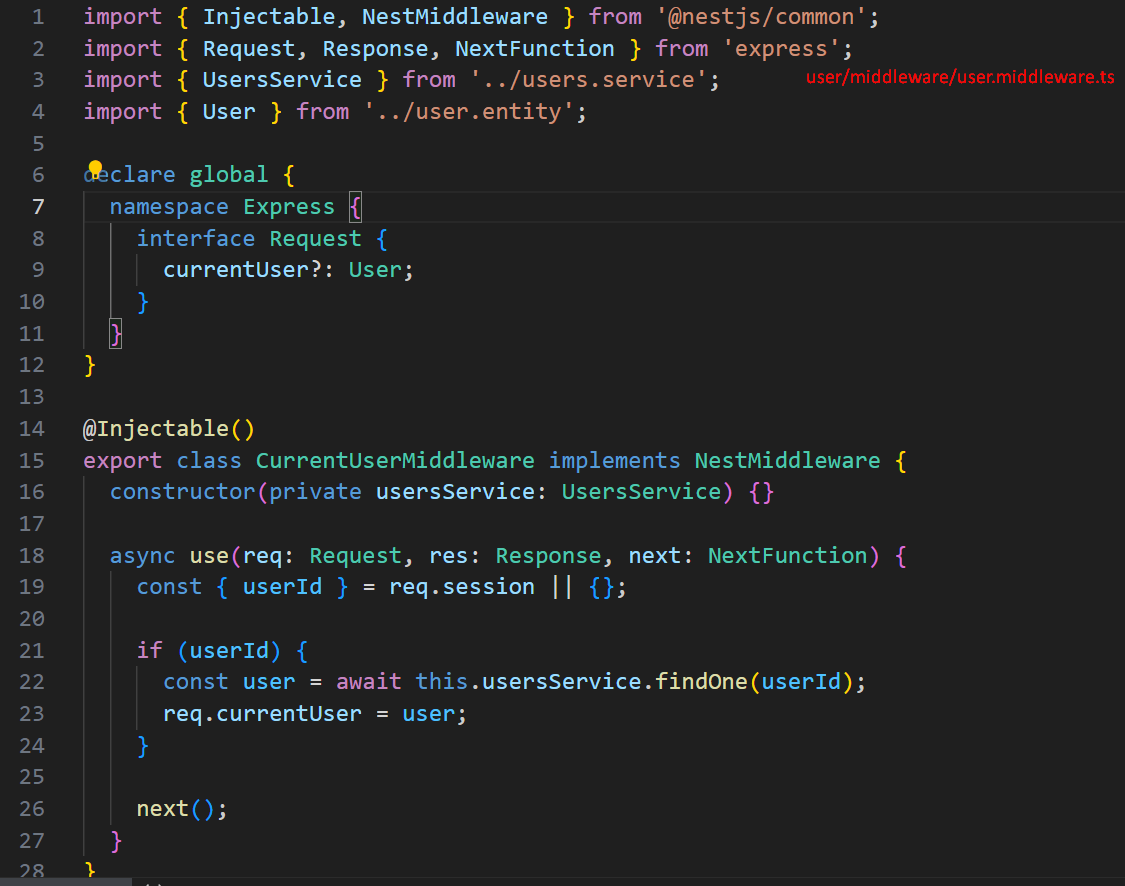 1 import { Injectable, NestMiddleware } from '@nestjs/common';
2 import { Request, Response, NextFunction } from 'express';
3 import { UsersService } from '../users.service';
user/middleware/user.middleware.ts
4 import { User } from '../user.entity';
5
6 declare global {
7   namespace Express {
8     interface Request {
9       currentUser?: User;
10     }
11   }
12 }
13
14 @Injectable()
15 export class CurrentUserMiddleware implements NestMiddleware {
16   constructor(private usersService: UsersService) {}
17
18   async use(req: Request, res: Response, next: NextFunction) {
19     const { userId } = req.session || {};
20
21     if (userId) {
22       const user = await this.usersService.findOne(userId);
23       req.currentUser = user;
24     }
25
26     next();
27   }
28 }